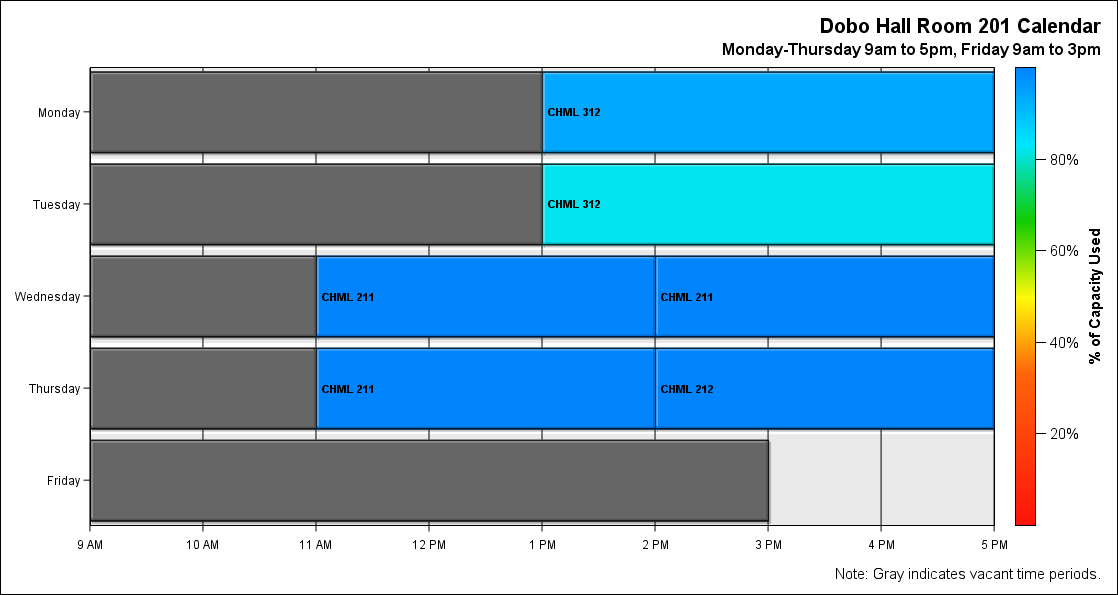 Dobo Hall Room 201 Calendar
Monday-Thursday 9am to 5pm, Friday 9am to 3pm
Monday
CHML 312
Tuesday
CHML 312
Wednesday
CHML 211
CHML 211
Thursday
CHML 211
CHML 212
Friday
9 AM
10 AM
11 AM
12 PM
1 PM
2 PM
3 PM
4 PM
5 PM
80%
60%
40%
20%
% of Capacity Used
Note: Gray indicates vacant time periods.